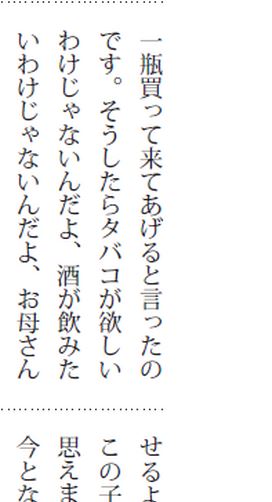 一瓶買って来てあげると言ったの
です。そうしたらタバコが欲しい
わけじゃないんだよ、酒が飲みた
いわけじゃないんだよ、お母さん
せるよ
この子
思えま
今とな